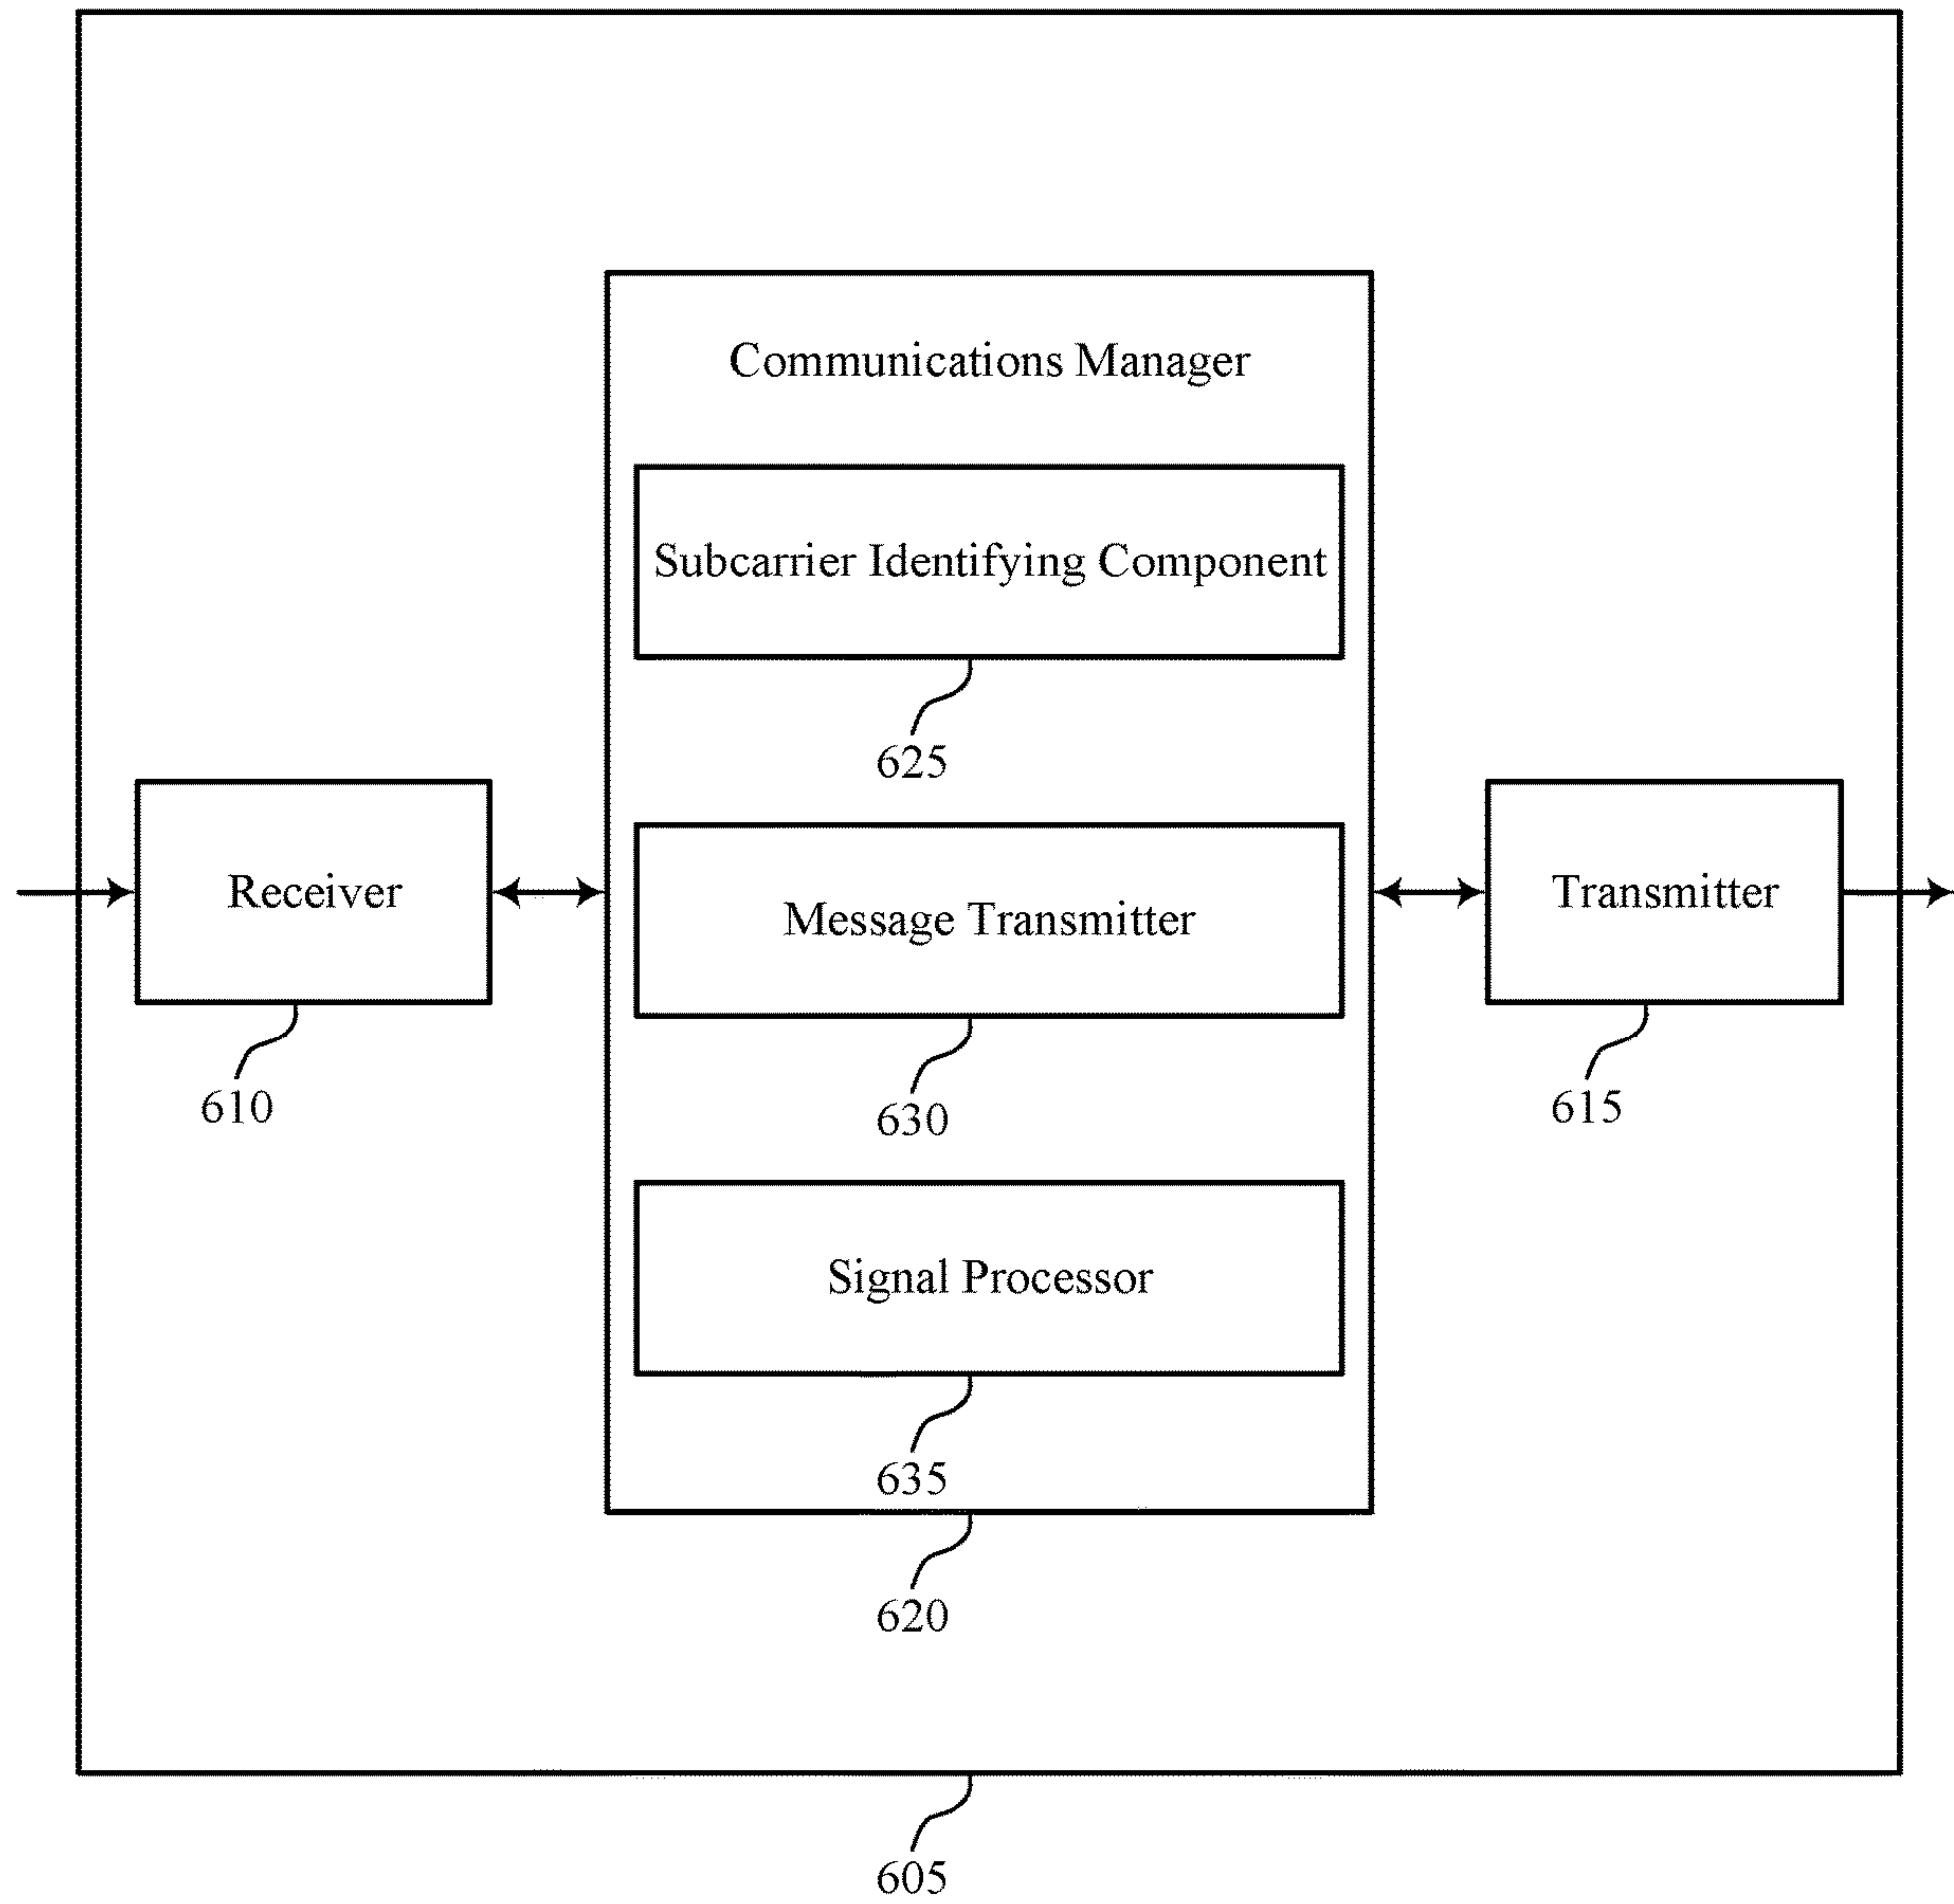 Communications Manager
Subcarrier Identifying Component
625
Receiver
610
Message Transmitter
630
Transmitter
615
Signal Processor
635
620
605